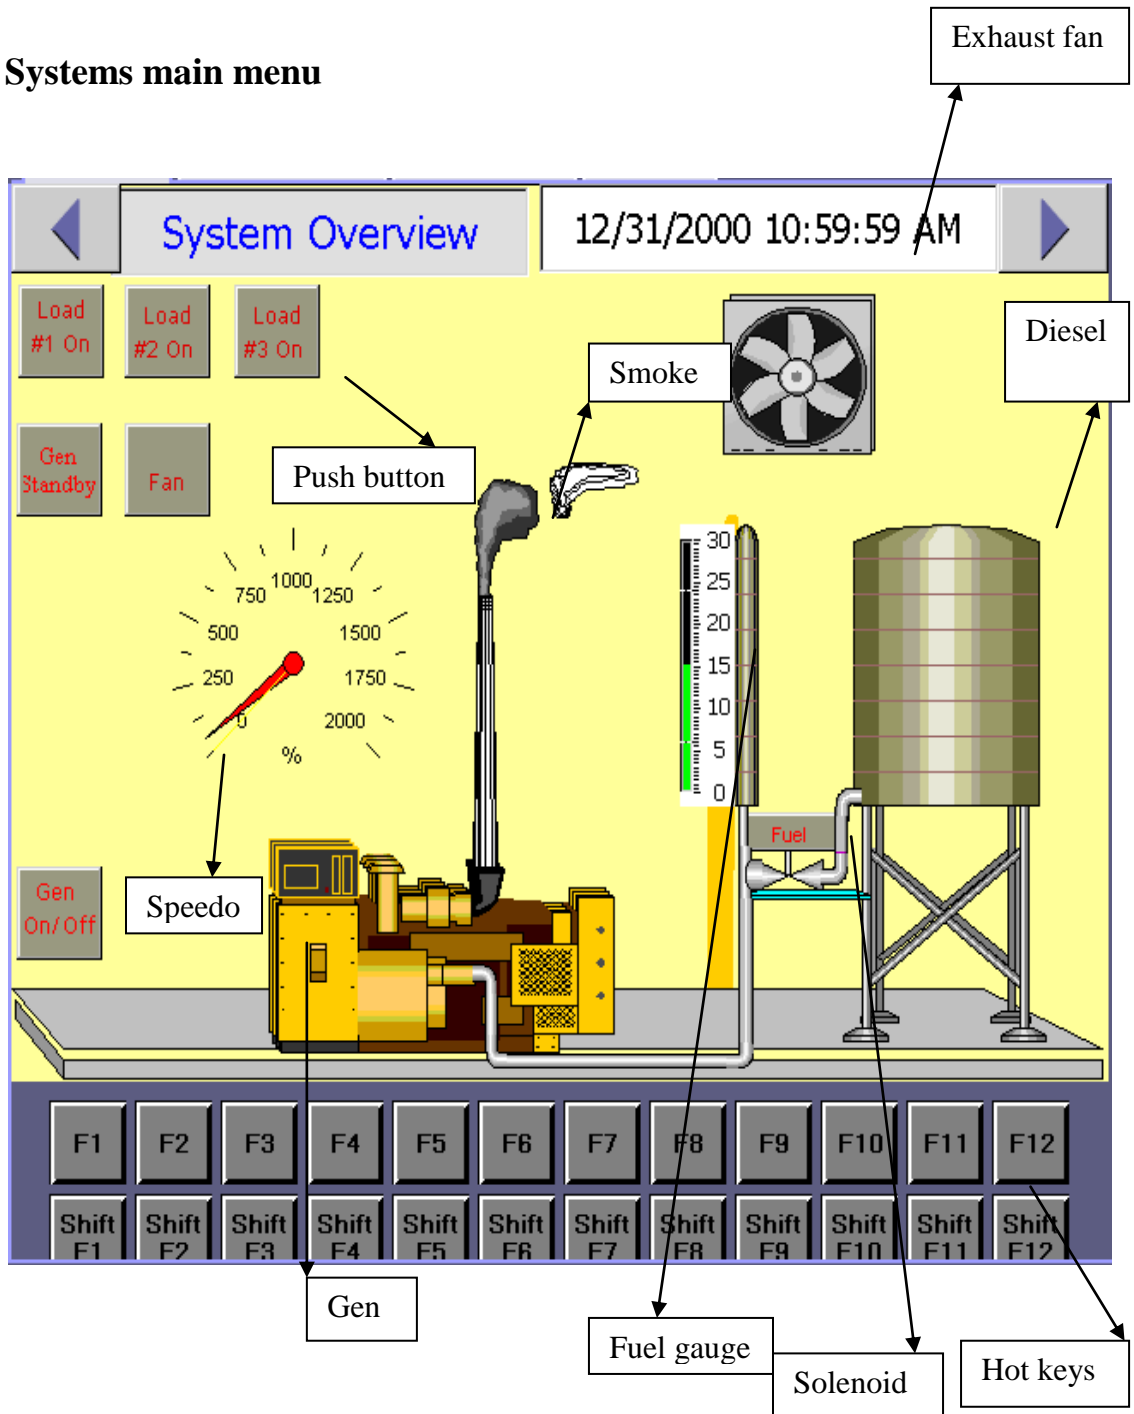 Exhaust fan
Systems main menu
System Overview
12/31/2000 10:59:59 AM
Load
#1 On
Load
#2 On
Load
#3 On
Diesel
Smoke
Gen
Standby
Fan
Push button
1000
750
1250
500
1500
250
1750
0
2000
%
30
25
20
15
10
5
0
Fuel
Gen
On/Off
Speedo
F1 F2 F3 F4 F5 F6 F7 F8 F9 F10 F11 F12
Shift Shift Shift Shift Shift Shift Shift Shift Shift Shift Shift Shift
F1 F2 F3 F4 F5 F6 F7 F8 F9 F10 F11 F12
Gen
Fuel gauge
Solenoid
Hot keys